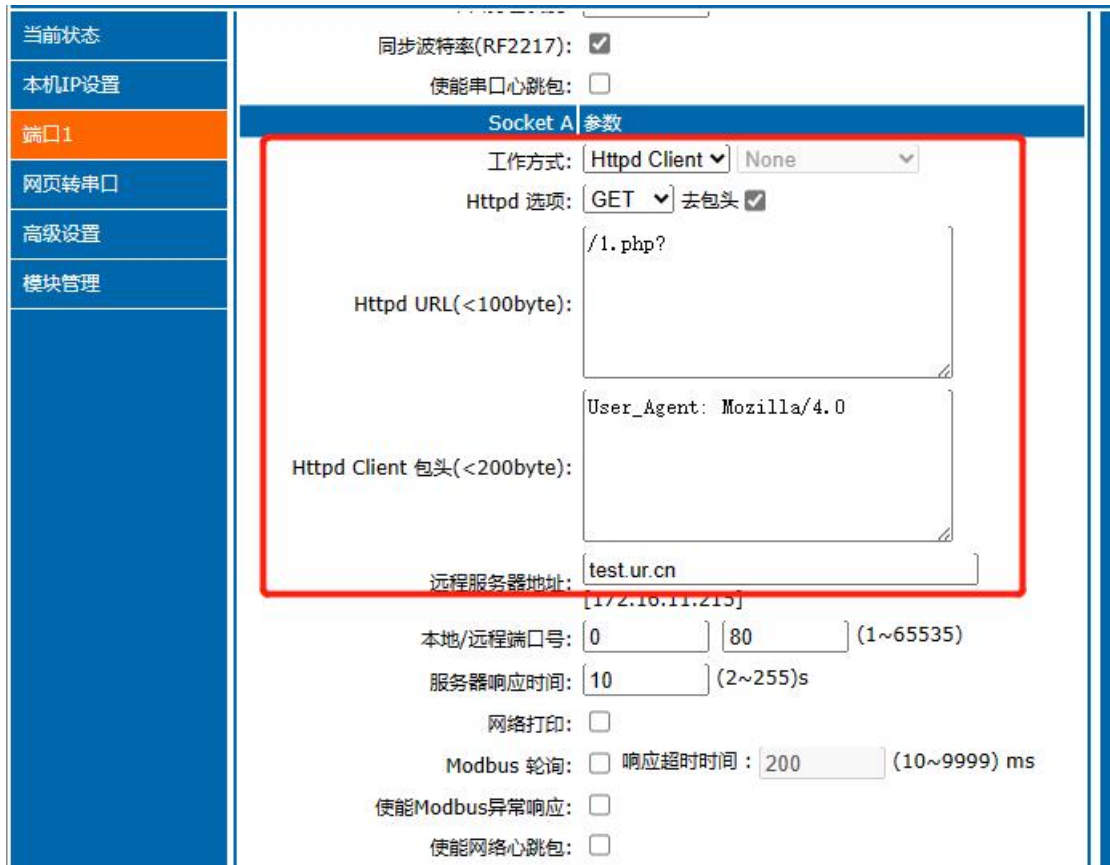 当前状态
本机IP设置
端口1
网页转串口
高级设置
模块管理
同步波特率(RF2217):
使能串口心跳包:
Socket A 参数
工作方式: Httpd Client None
Httpd 选项: GET 去包头
Httpd URL(<100byte): /1.php?
Httpd Client 包头(<200byte): User_Agent: Mozilla/4.0
远程服务器地址: test.ur.cn
[172.16.11.215]
本地/远程端口号: 0 80 (1~65535)
服务器响应时间: 10 (2~255)s
网络打印:
Modbus 轮询: 响应超时时间: 200 (10~9999) ms
使能Modbus异常响应:
使能网络心跳包: